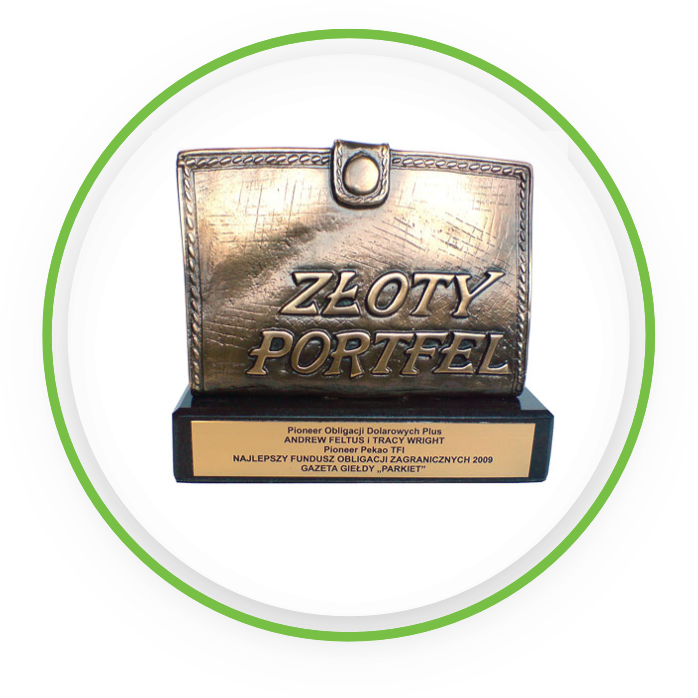 ZŁOTY
PORTFEL
Pioneer Obligacji Dolarowych Plus
ANDREW FELTUS i TRACY WRIGHT
Pioneer Pekao TFI
NAJLEPSZY FUNDUSZ OBLIGACJI ZAGRANICZNYCH 2009
GAZETA GIEŁDY „PARKIET”